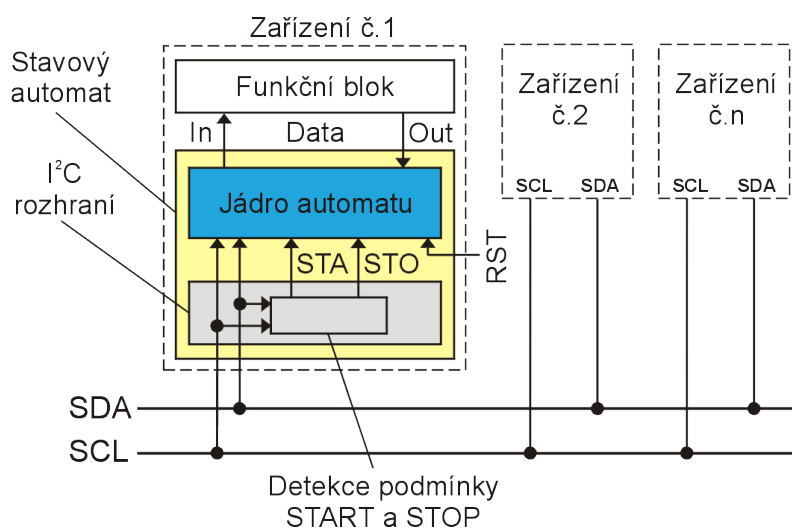 Zařízení č.1
Stavový
automat
Funkční blok
In Data Out
I²C
rozhraní
Jádro automatu
STA STO
RST
Zařízení
č.2
SCL SDA
Zařízení
č.n
SCL SDA
SDA
SCL
Detekce podmínky
START a STOP